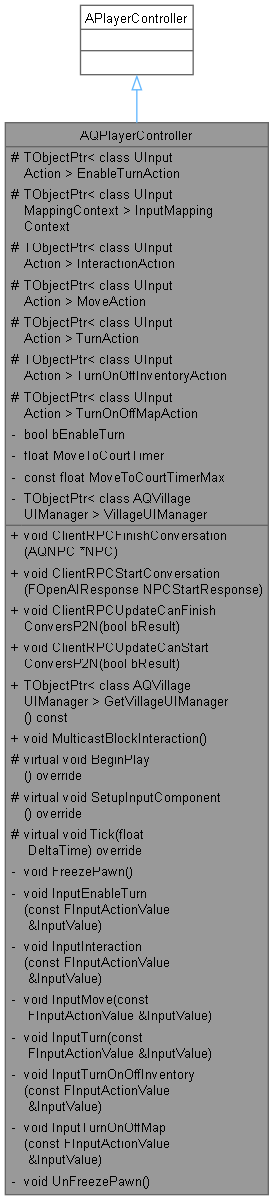 APlayerController
AQPlayerController
# TObjectPtr< class UInput
Action > EnableTurnAction
# TObjectPtr< class UInput
MappingContext > InputMapping
Context
# TObjectPtr< class UInput
Action > InteractionAction
# TObjectPtr< class UInput
Action > MoveAction
# TObjectPtr< class UInput
Action > TurnAction
# TObjectPtr< class UInput
Action > TurnOnOffInventoryAction
# TObjectPtr< class UInput
Action > TurnOnOffMapAction
- bool bEnableTurn
- float MoveToCourtTimer
- const float MoveToCourtTimerMax
- TObjectPtr< class AQVillage
UIManager > VillageUIManager
+ void ClientRPCFinishConversation
(AQNPC *NPC)
+ void ClientRPCStartConversation
(FOpenAIResponse NPCStartResponse)
+ void ClientRPCUpdateCanFinish
ConversP2N(bool bResult)
+ void ClientRPCUpdateCanStart
ConversP2N(bool bResult)
+ TObjectPtr< class AQVillage
UIManager > GetVillageUIManager
() const
+ void MulticastBlockInteraction()
# virtual void BeginPlay
() override
# virtual void SetupInputComponent
() override
# virtual void Tick(float
DeltaTime) override
- void FreezePawn()
- void InputEnableTurn
(const FInputActionValue
&InputValue)
- void InputInteraction
(const FInputActionValue
&InputValue)
- void InputMove(const
FInputActionValue &InputValue)
- void InputTurn(const
FInputActionValue &InputValue)
- void InputTurnOnOffInventory
(const FInputActionValue
&InputValue)
- void InputTurnOnOffMap
(const FInputActionValue
&InputValue)
- void UnFreezePawn()